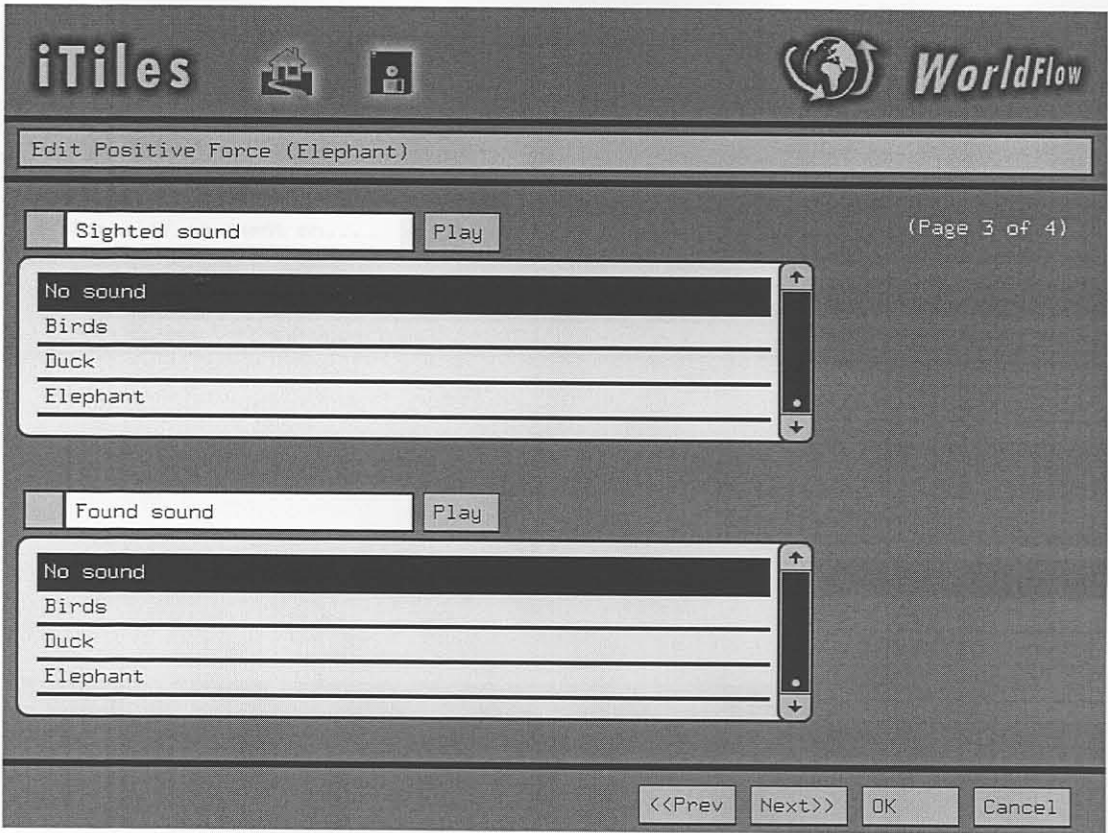 iTiles WorldFlow
Edit Positive Force (Elephant)
Sighted sound Play (Page 3 of 4)
No sound
Birds
Duck
Elephant
Found sound Play
No sound
Birds
Duck
Elephant
<<Prev Next>> OK Cancel